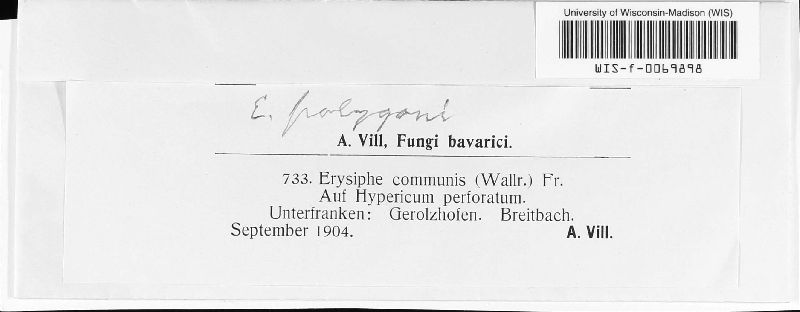 University of Wisconsin-Madison (WIS)
WIS-f-0069898
E. polygoni
A. Vill, Fungi bavarici.
733. Erysiphe communis (Wallr.) Fr.
Auf Hypericum perforatum.
Unterfranken: Gerolzhofen. Breitbach.
September 1904. A. Vill.